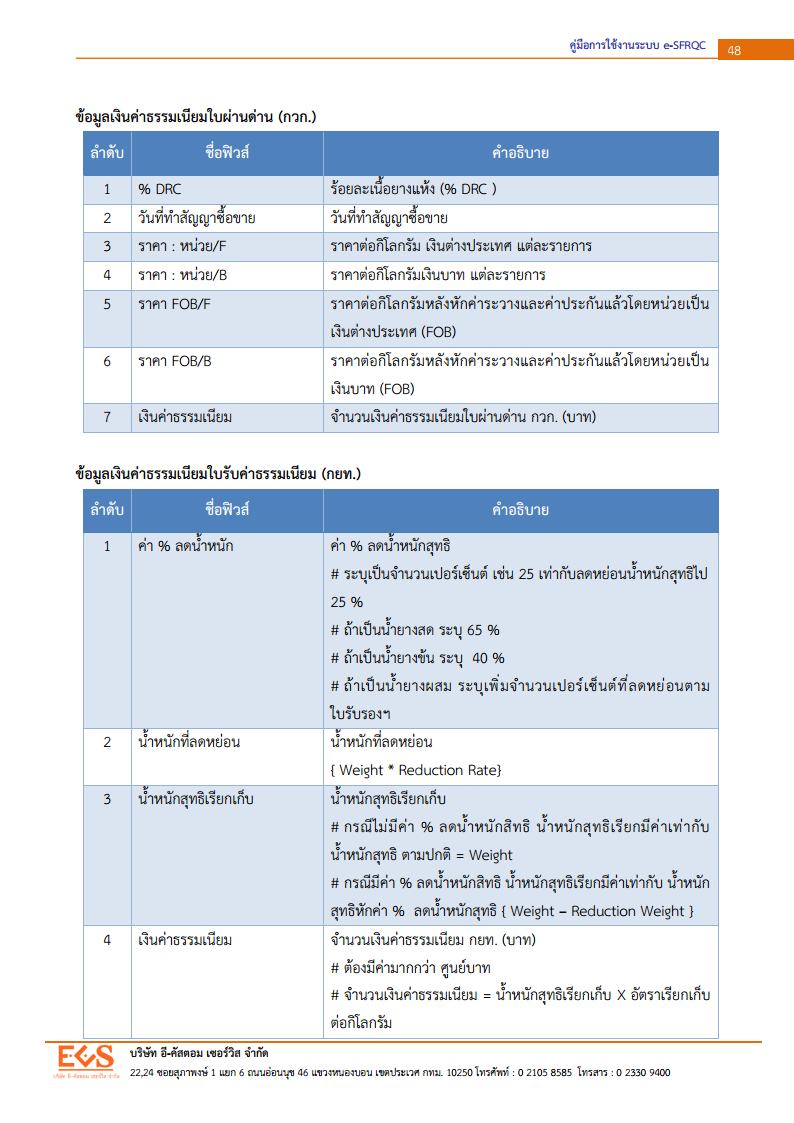 คู่มือการใช้งานระบบ e-SFRQC 48
ข้อมูลเงินค่าธรรมเนียมใบผ่านด่าน (กวก.)
ลำดับ ชื่อฟิวส์ คำอธิบาย
1 % DRC ร้อยละเนื้อยางแห้ง (% DRC )
2 วันที่ทำสัญญาซื้อขาย วันที่ทำสัญญาซื้อขาย
3 ราคา : หน่วย/F ราคาต่อกิโลกรัม เงินต่างประเทศ แต่ละรายการ
4 ราคา : หน่วย/B ราคาต่อกิโลกรัมเงินบาท แต่ละรายการ
5 ราคา FOB/F ราคาต่อกิโลกรัมหลังหักค่าระวางและค่าประกันแล้วโดยหน่วยเป็น
เงินต่างประเทศ (FOB)
6 ราคา FOB/B ราคาต่อกิโลกรัมหลังหักค่าระวางและค่าประกันแล้วโดยหน่วยเป็น
เงินบาท (FOB)
7 เงินค่าธรรมเนียม จำนวนเงินค่าธรรมเนียมใบผ่านด่าน กวก. (บาท)
ข้อมูลเงินค่าธรรมเนียมใบรับค่าธรรมเนียม (กยท.)
ลำดับ ชื่อฟิวส์ คำอธิบาย
1 ค่า % ลดน้ำหนัก ค่า % ลดน้ำหนักสุทธิ
# ระบุเป็นจำนวนเปอร์เซ็นต์ เช่น 25 เท่ากับลดหย่อนน้ำหนักสุทธิไป
25 %
# ถ้าเป็นน้ำยางสด ระบุ 65 %
# ถ้าเป็นน้ำยางข้น ระบุ 40 %
# ถ้าเป็นน้ำยางผสม ระบุเพิ่มจำนวนเปอร์เซ็นต์ที่ลดหย่อนตาม
ใบรับรองฯ
2 น้ำหนักที่ลดหย่อน น้ำหนักที่ลดหย่อน
{ Weight * Reduction Rate}
3 น้ำหนักสุทธิเรียกเก็บ น้ำหนักสุทธิเรียกเก็บ
# กรณีไม่มีค่า % ลดน้ำหนักสิทธิ น้ำหนักสุทธิเรียกมีค่าเท่ากับ
น้ำหนักสุทธิ ตามปกติ = Weight
# กรณีมีค่า % ลดน้ำหนักสิทธิ น้ำหนักสุทธิเรียกมีค่าเท่ากับ น้ำหนัก
สุทธิหักค่า % ลดน้ำหนักสุทธิ { Weight – Reduction Weight }
4 เงินค่าธรรมเนียม จำนวนเงินค่าธรรมเนียม กยท. (บาท)
# ต้องมีค่ามากกว่า ศูนย์บาท
# จำนวนเงินค่าธรรมเนียม = น้ำหนักสุทธิเรียกเก็บ X อัตราเรียกเก็บ
ต่อกิโลกรัม
ECS
บริษัท อี-คัสตอม เซอร์วิส จำกัด
บริษัท อี-คัสตอม เซอร์วิส จำกัด
22,24 ซอยสุภาพงษ์ 1 แยก 6 ถนนอ่อนนุช 46 แขวงหนองบอน เขตประเวศ กทม. 10250 โทรศัพท์ : 0 2105 8585 โทรสาร : 0 2330 9400